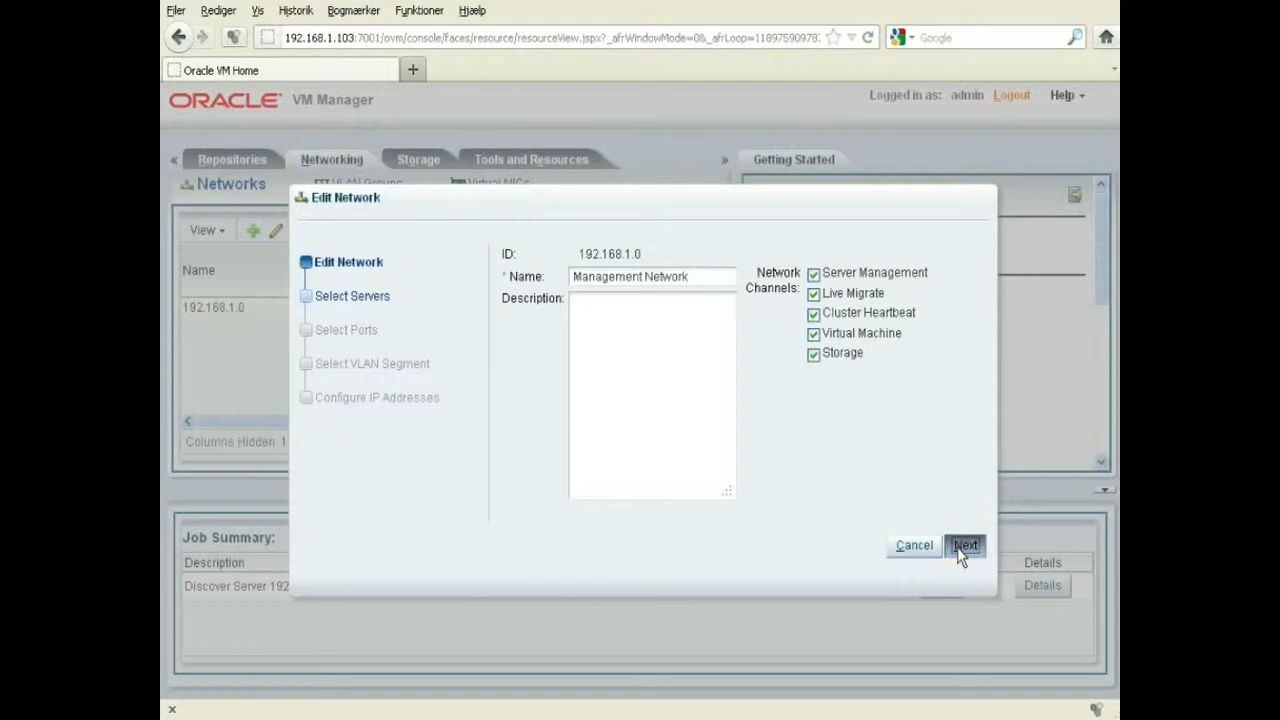 Filer Rediger Vis Historik Bogmærker Funktioner Hjælp
192.168.1.103:7001/ovm/console/faces/resource/resourceView.jspx?_afrWindowMode=0&_afrLoop=11897590978
Google
Oracle VM Home
ORACLE VM Manager
Logged in as: admin Logout Help
Repositories Networking Storage Tools and Resources Getting Started
Networks VLAN Groups Virtual NICs
Edit Network
View
Name
192.168.1.0
Columns Hidden 1
Edit Network
Select Servers
Select Ports
Select VLAN Segment
Configure IP Addresses
ID: 192.168.1.0
* Name: Management Network
Description:
Network Channels:
Server Management
Live Migrate
Cluster Heartbeat
Virtual Machine
Storage
Cancel Next
Job Summary:
Description Details
Discover Server 192 Details